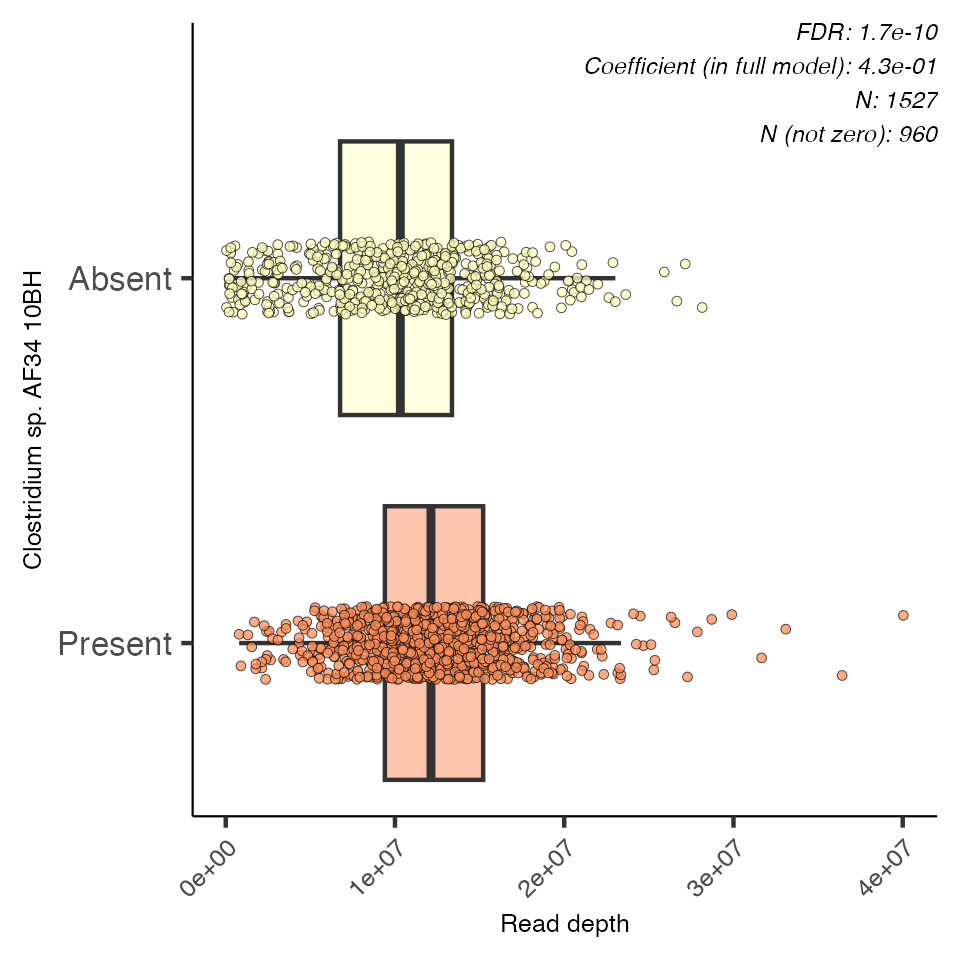 FDR: 1.7e-10
Coefficient (in full model): 4.3e-01
N: 1527
N (not zero): 960
Clostridium sp. AF34 10BH
Absent
Present
0e+00
1e+07
2e+07
3e+07
4e+07
Read depth